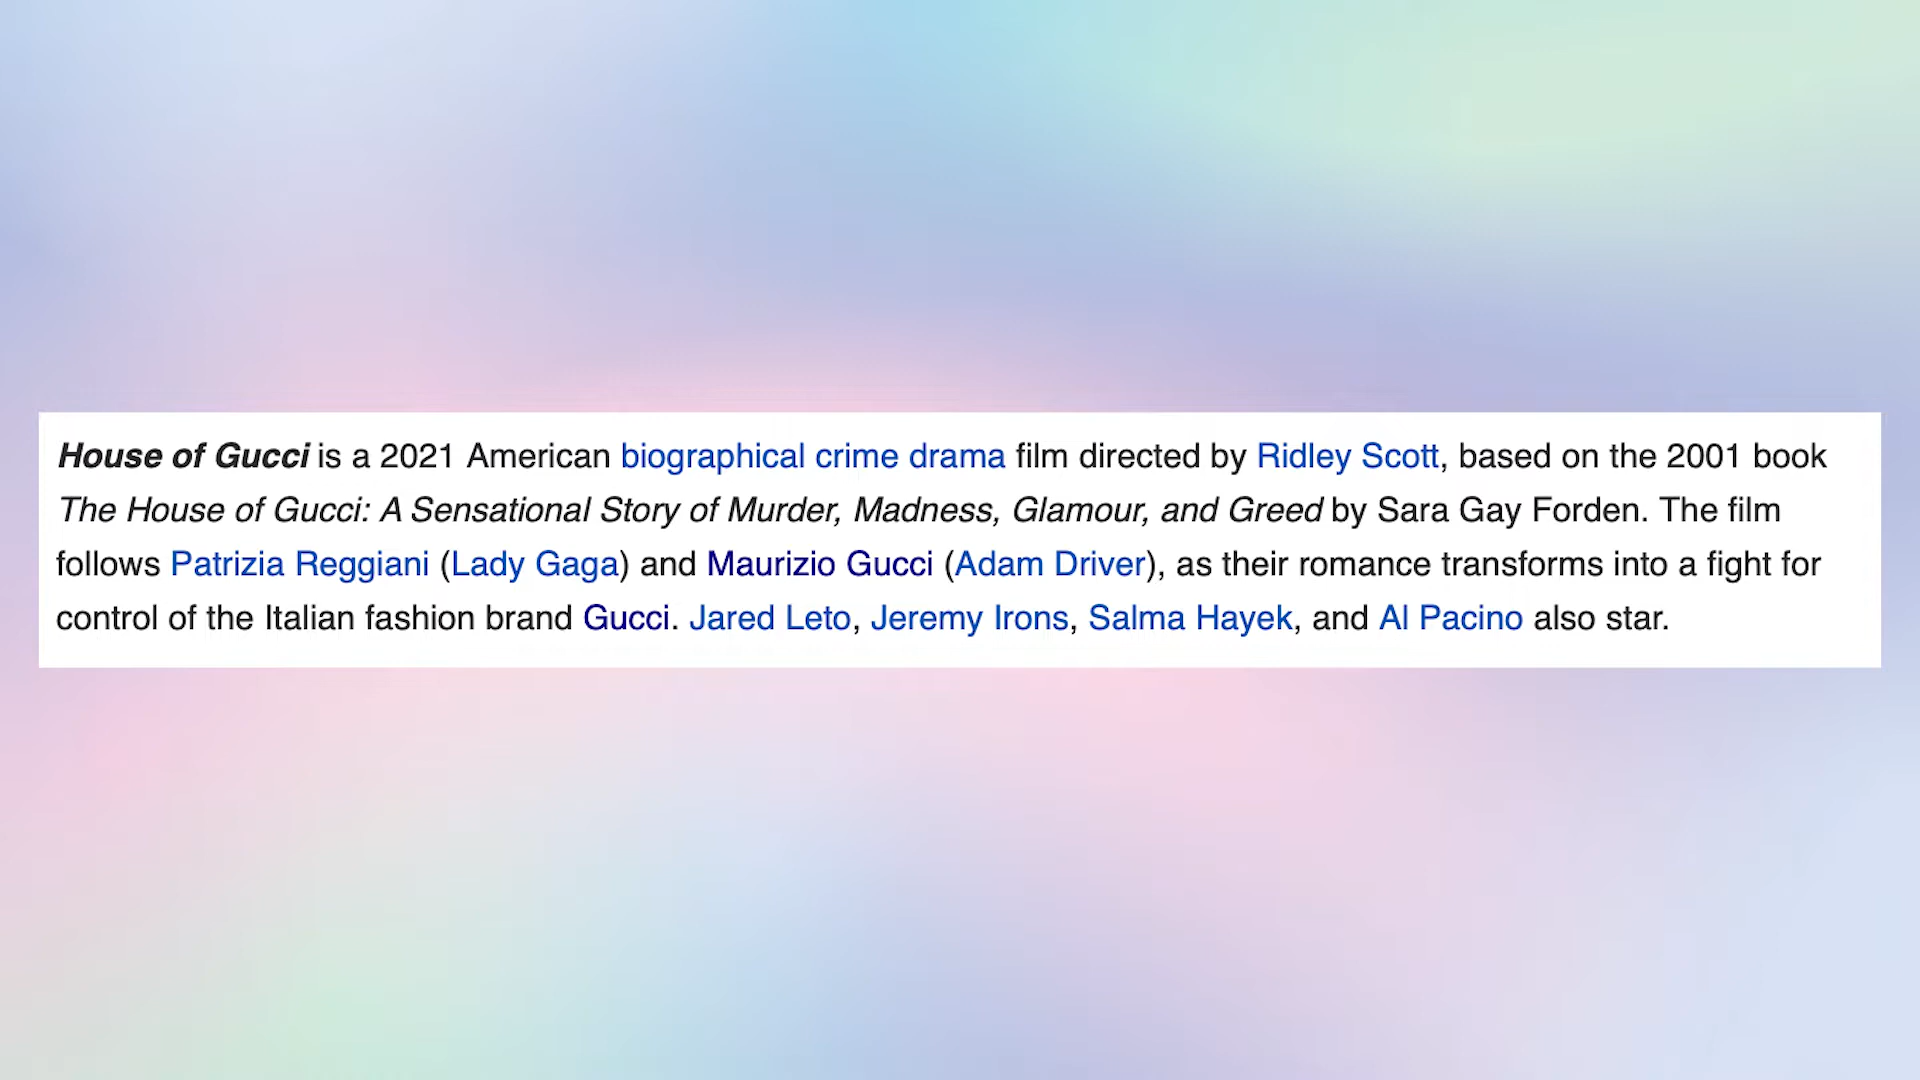 House of Gucci is a 2021 American biographical crime drama film directed by Ridley Scott, based on the 2001 book
The House of Gucci: A Sensational Story of Murder, Madness, Glamour, and Greed by Sara Gay Forden. The film
follows Patrizia Reggiani (Lady Gaga) and Maurizio Gucci (Adam Driver), as their romance transforms into a fight for
control of the Italian fashion brand Gucci. Jared Leto, Jeremy Irons, Salma Hayek, and Al Pacino also star.